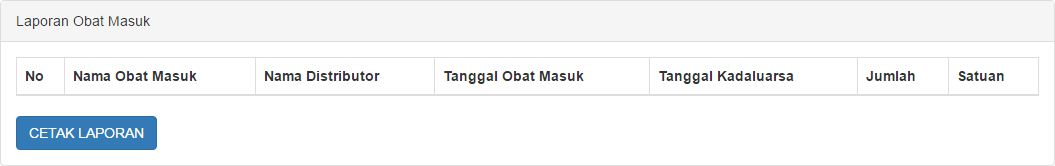 Laporan Obat Masuk
No Nama Obat Masuk Nama Distributor Tanggal Obat Masuk Tanggal Kadaluarsa Jumlah Satuan
CETAK LAPORAN